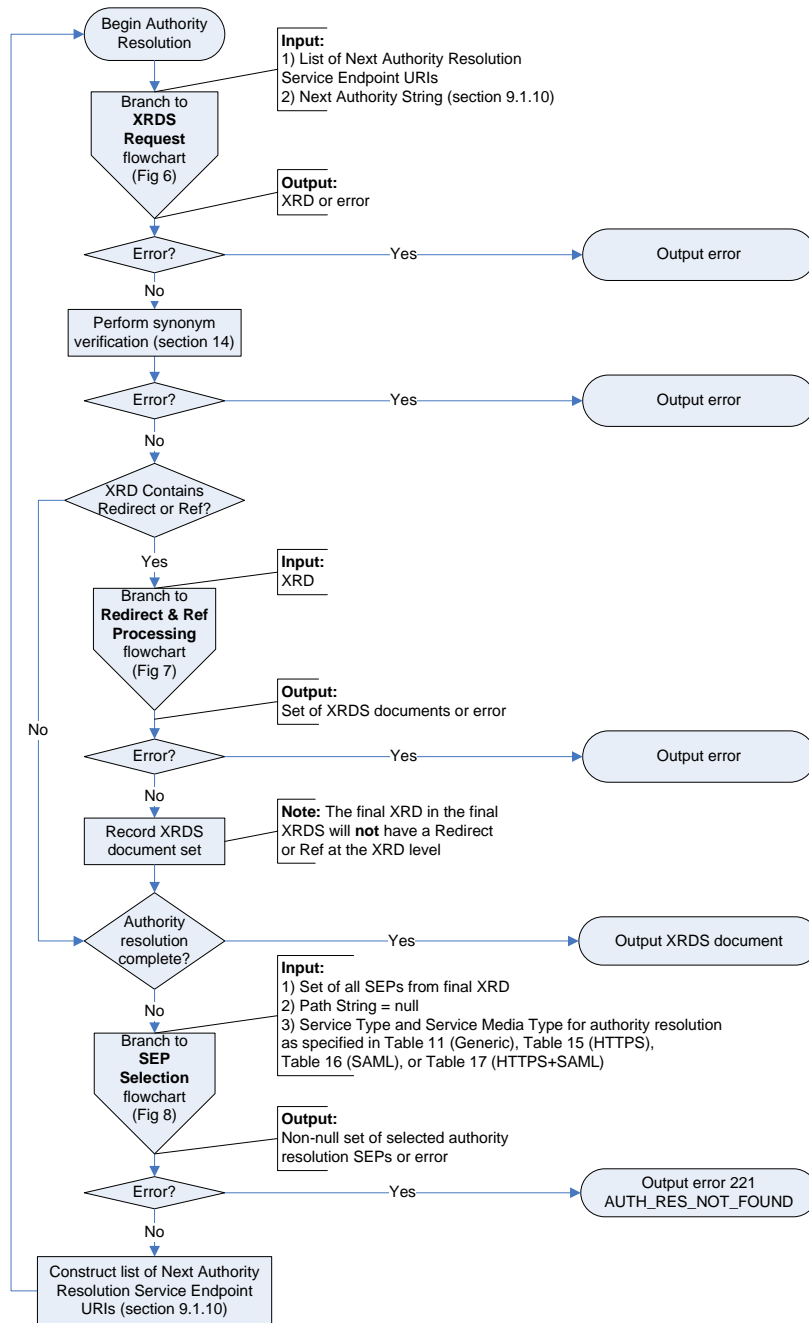 Begin Authority
Resolution
Input:
1) List of Next Authority Resolution
Service Endpoint URIs
2) Next Authority String (section 9.1.10)
Branch to
XRDS
Request
flowchart
(Fig 6)
Output:
XRD or error
Error?
Yes
Output error
No
Perform synonym
verification (section 14)
Error?
Yes
Output error
No
XRD Contains
Redirect or Ref?
Yes
Input:
XRD
Branch to
Redirect & Ref
Processing
flowchart
(Fig 7)
Output:
Set of XRDS documents or error
No
Error?
Yes
Output error
No
Record XRDS
document set
Note: The final XRD in the final
XRDS will not have a Redirect
or Ref at the XRD level
Authority
resolution
complete?
Yes
Output XRDS document
No
Input:
1) Set of all SEPs from final XRD
2) Path String = null
3) Service Type and Service Media Type for authority resolution
as specified in Table 11 (Generic), Table 15 (HTTPS),
Table 16 (SAML), or Table 17 (HTTPS+SAML)
Branch to
SEP
Selection
flowchart
(Fig 8)
Output:
Non-null set of selected authority
resolution SEPs or error
Error?
Yes
Output error 221
AUTH_RES_NOT_FOUND
No
Construct list of Next Authority
Resolution Service Endpoint
URIs (section 9.1.10)